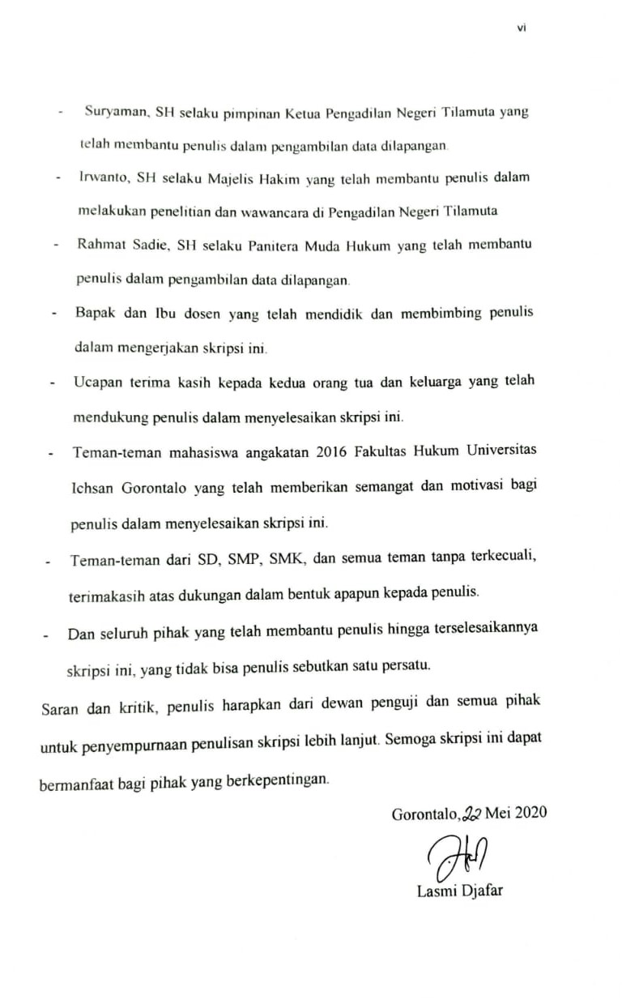 vi
- Suryaman, SH selaku pimpinan Ketua Pengadilan Negeri Tilamuta yang
telah membantu penulis dalam pengambilan data dilapangan.
- Irwanto, SH selaku Majelis Hakim yang telah membantu penulis dalam
melakukan penelitian dan wawancara di Pengadilan Negeri Tilamuta
- Rahmat Sadie, SH selaku Panitera Muda Hukum yang telah membantu
penulis dalam pengambilan data dilapangan.
- Bapak dan Ibu dosen yang telah mendidik dan membimbing penulis
dalam mengerjakan skripsi ini.
- Ucapan terima kasih kepada kedua orang tua dan keluarga yang telah
mendukung penulis dalam menyelesaikan skripsi ini.
- Teman-teman mahasiswa angakatan 2016 Fakultas Hukum Universitas
Ichsan Gorontalo yang telah memberikan semangat dan motivasi bagi
penulis dalam menyelesaikan skripsi ini.
- Teman-teman dari SD, SMP, SMK, dan semua teman tanpa terkecuali,
terimakasih atas dukungan dalam bentuk apapun kepada penulis.
- Dan seluruh pihak yang telah membantu penulis hingga terselesaikannya
skripsi ini, yang tidak bisa penulis sebutkan satu persatu.
Saran dan kritik, penulis harapkan dari dewan penguji dan semua pihak
untuk penyempurnaan penulisan skripsi lebih lanjut. Semoga skripsi ini dapat
bermanfaat bagi pihak yang berkepentingan.
Gorontalo, 22 Mei 2020
Lasmi Djafar